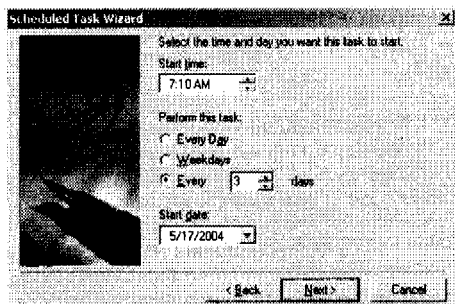 Scheduled Task Wizard
Select the time and day you want this task to start.
Start time:
7:10 AM
Perform this task:
Every Day
Weekdays
Every 3 days
Start date:
5/17/2004
< Back Next > Cancel